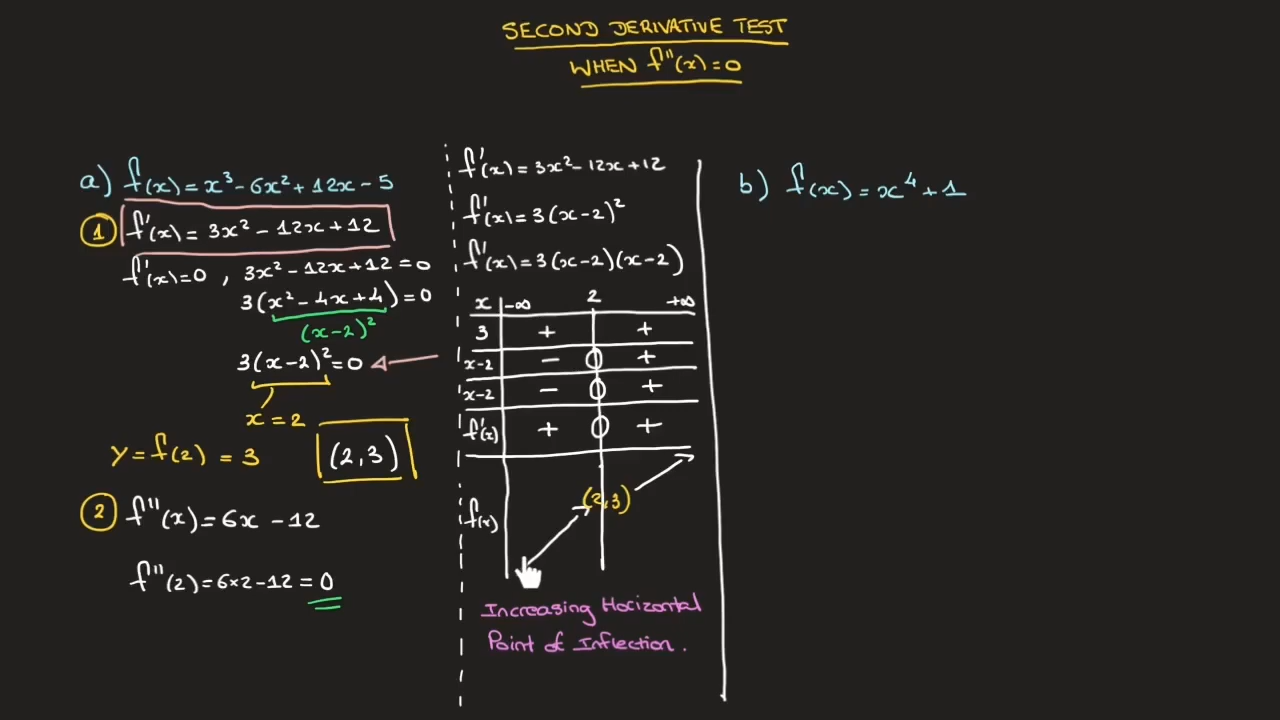 SECOND DERIVATIVE TEST
WHEN f''(x)=0
a) f(x)=x³-6x²+12x-5
1 f'(x)=3x²-12x+12
f'(x)=0, 3x²-12x+12=0
3(x²-4x+4)=0
(x-2)²
3(x-2)²=0
x=2
y=f(2)=3 (2,3)
2 f''(x)=6x-12
f''(2)=6×2-12=0
f'(x)=3x²-12x+12
f'(x)=3(x-2)²
f'(x)=3(x-2)(x-2)
x -∞ 2 +∞
3 + +
x-2 - 0 +
x-2 - 0 +
f'(x) + 0 +
(2,3)
f(x)
Increasing Horizontal
Point of Inflection.
b) f(x)=x⁴+1